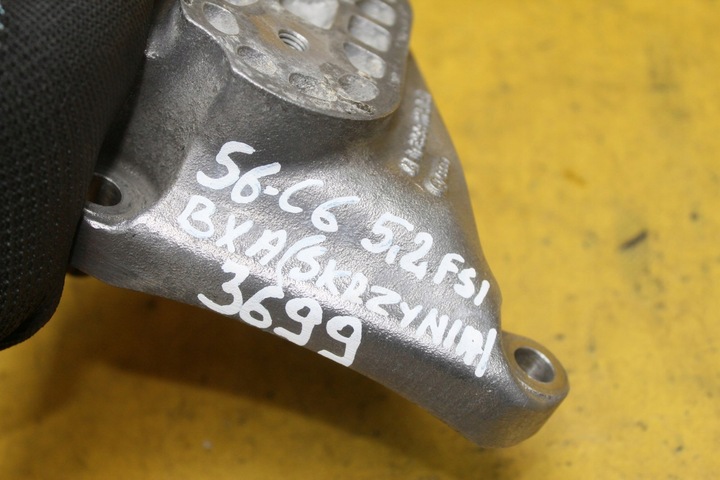 S6-C6 5,2 FSI
BXA (SKRZYNIA)
3699